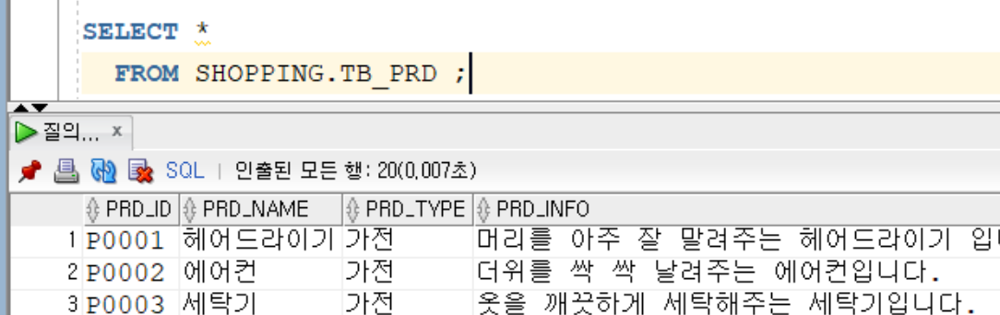 SELECT *
FROM SHOPPING.TB_PRD ;
질의... x
SQL | 인출된 모든 행: 20(0,007초)
PRD_ID PRD_NAME PRD_TYPE PRD_INFO
1 P0001 헤어드라이기 가전 머리를 아주 잘 말려주는 헤어드라이기
2 P0002 에어컨 가전 더위를 싹 싹 날려주는 에어컨입니다.
3 P0003 세탁기 가전 옷을 깨끗하게 세탁해주는 세탁기입니다.